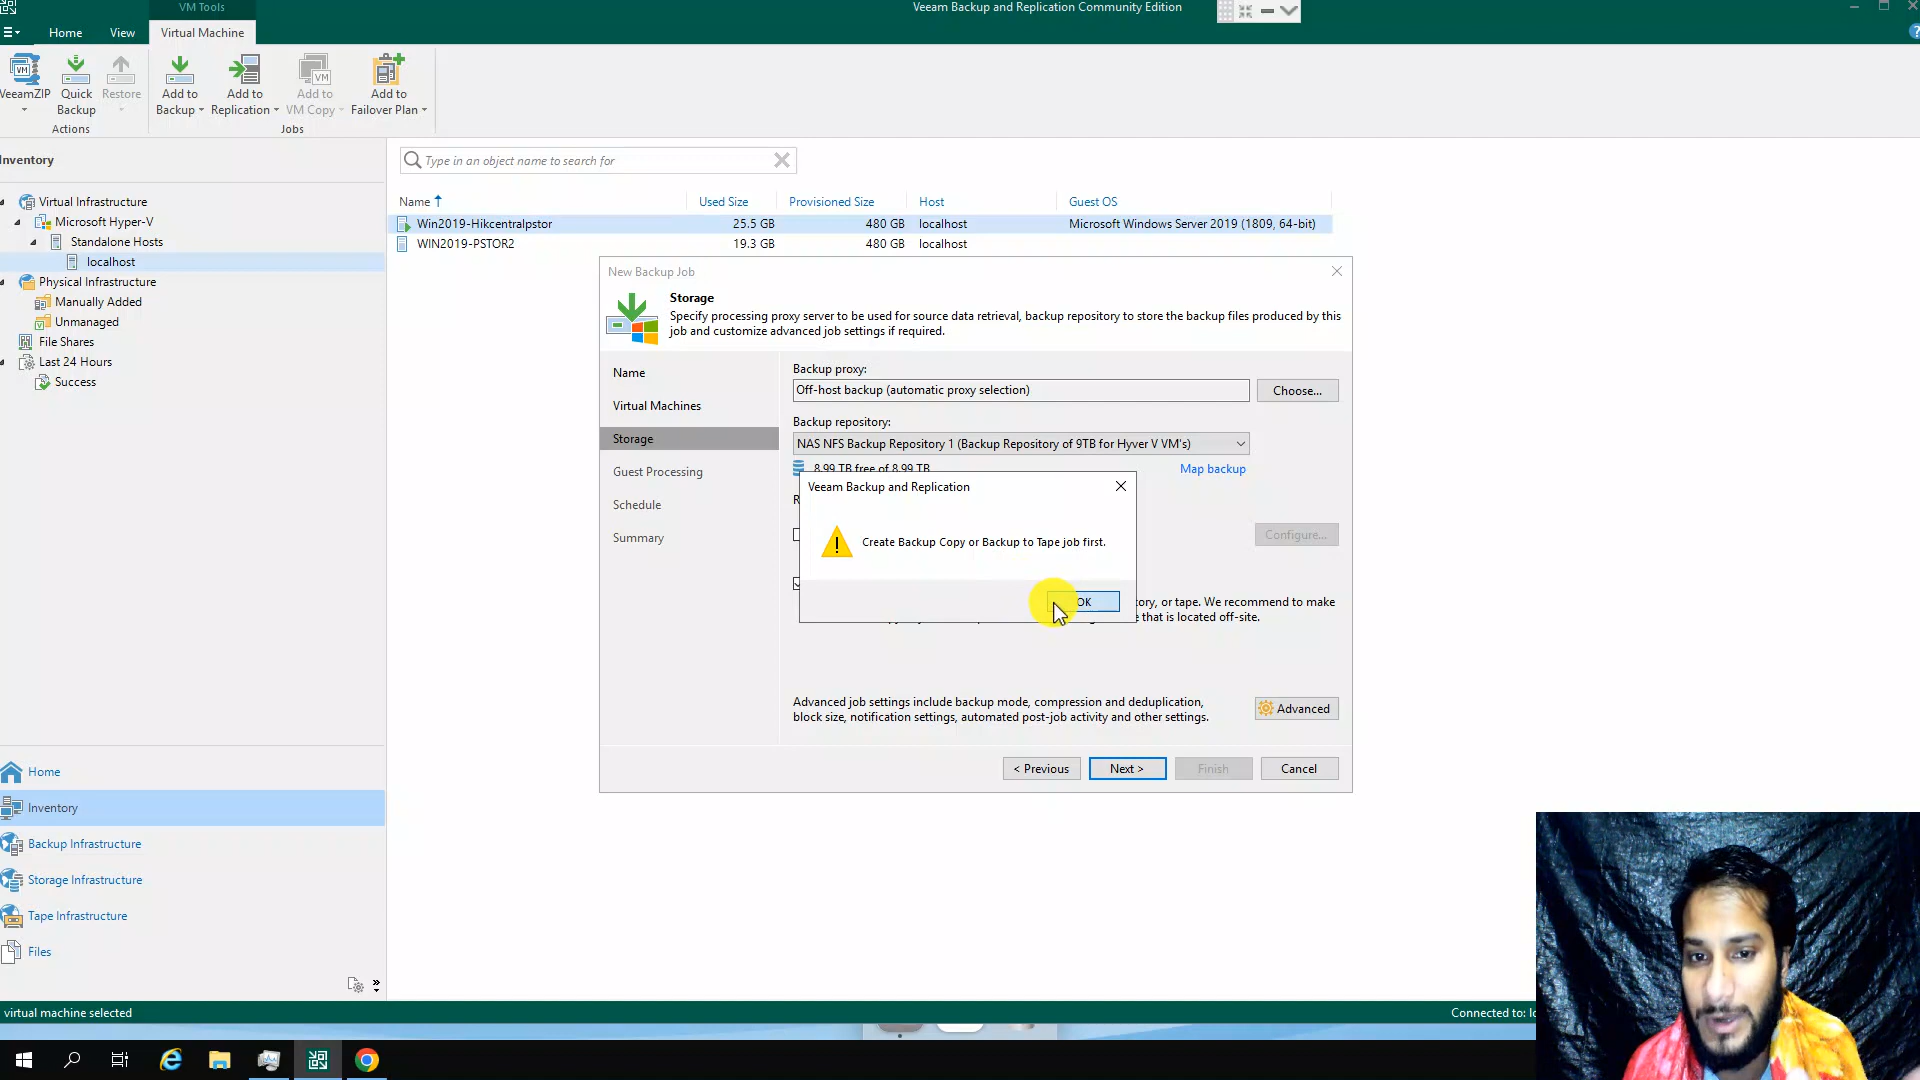 VM Tools
Veeam Backup and Replication Community Edition
Home
View
Virtual Machine
VeeamZIP
Quick
Backup
Restore
Actions
Add to
Backup
Add to
Replication
Add to
VM Copy
Add to
Failover Plan
Jobs
Inventory
Type in an object name to search for
Virtual Infrastructure
Microsoft Hyper-V
Standalone Hosts
localhost
Physical Infrastructure
Manually Added
Unmanaged
File Shares
Last 24 Hours
Success
Name
Used Size
Provisioned Size
Host
Guest OS
Win2019-Hikcentralpstor
25.5 GB
480 GB
localhost
Microsoft Windows Server 2019 (1809, 64-bit)
WIN2019-PSTOR2
19.3 GB
480 GB
localhost
New Backup Job
Storage
Specify processing proxy server to be used for source data retrieval, backup repository to store the backup files produced by this
job and customize advanced job settings if required.
Name
Virtual Machines
Storage
Guest Processing
Schedule
Summary
Backup proxy:
Off-host backup (automatic proxy selection)
Choose...
Backup repository:
NAS NFS Backup Repository 1 (Backup Repository of 9TB for Hyver V VM's)
8.99 TB free of 8.99 TB
Map backup
R
Configure...
Veeam Backup and Replication
Create Backup Copy or Backup to Tape job first.
OK
ory, or tape. We recommend to make
that is located off-site.
Advanced job settings include backup mode, compression and deduplication,
block size, notification settings, automated post-job activity and other settings.
Advanced
< Previous
Next >
Finish
Cancel
Home
Inventory
Backup Infrastructure
Storage Infrastructure
Tape Infrastructure
Files
virtual machine selected
Connected to: lo